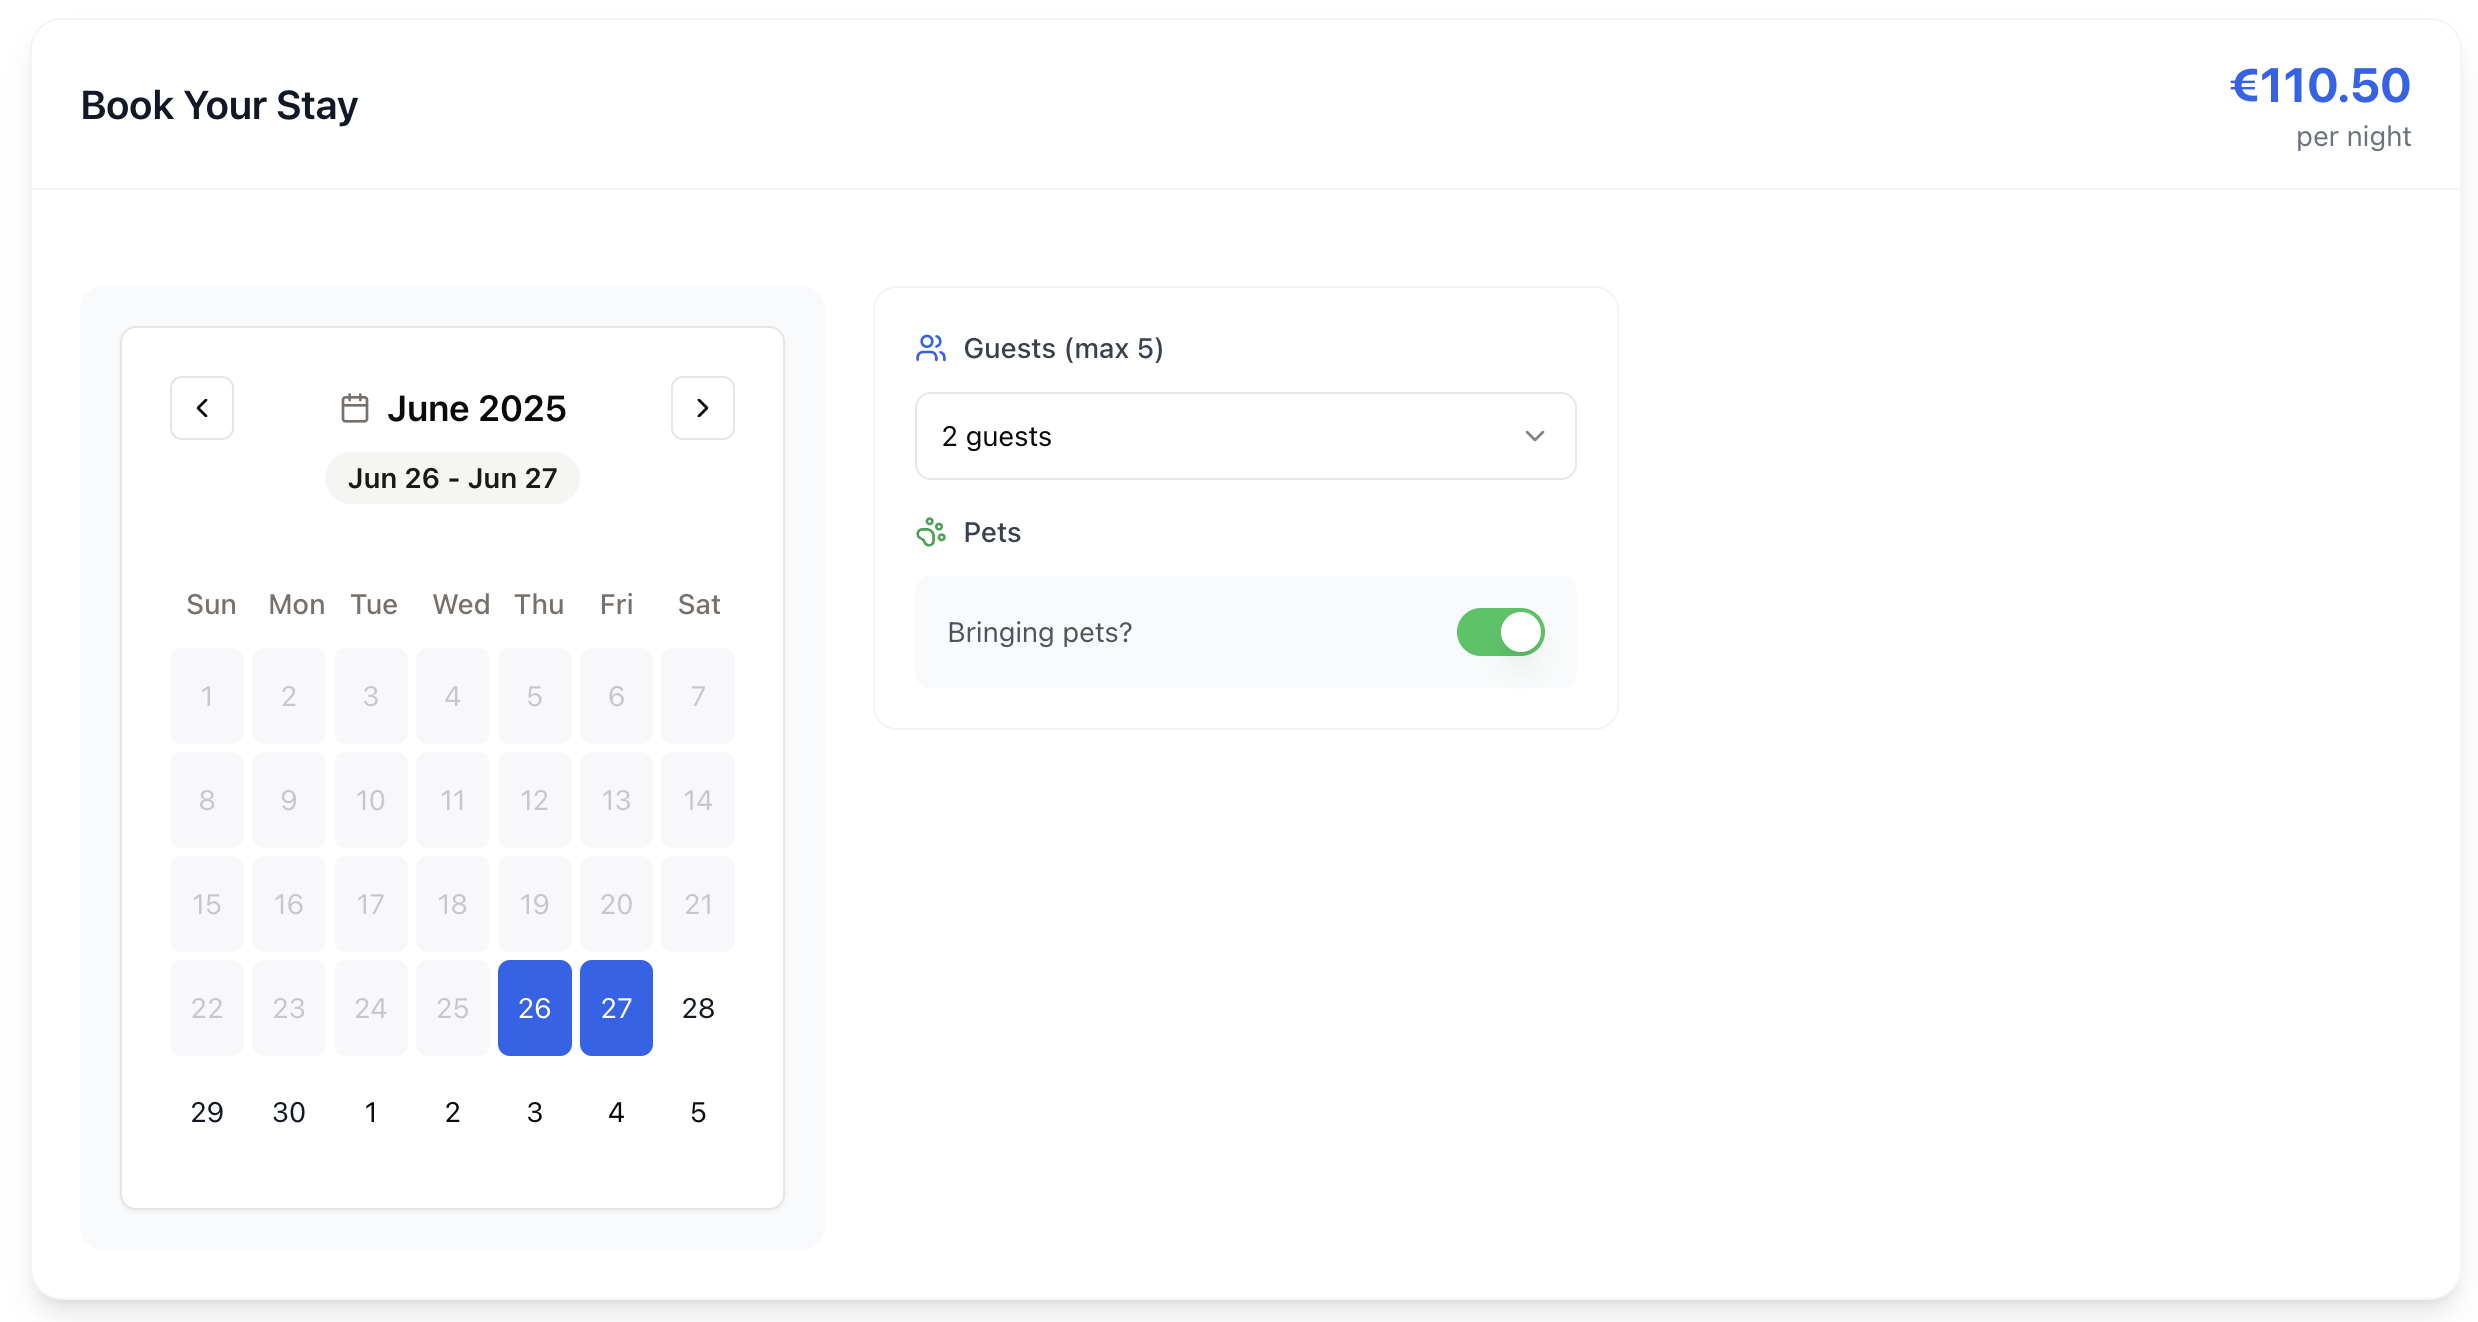 Book Your Stay
€110.50
per night
June 2025
Jun 26 - Jun 27
Sun Mon Tue Wed Thu Fri Sat
1 2 3 4 5 6 7
8 9 10 11 12 13 14
15 16 17 18 19 20 21
22 23 24 25 26 27 28
29 30 1 2 3 4 5
Guests (max 5)
2 guests
Pets
Bringing pets?